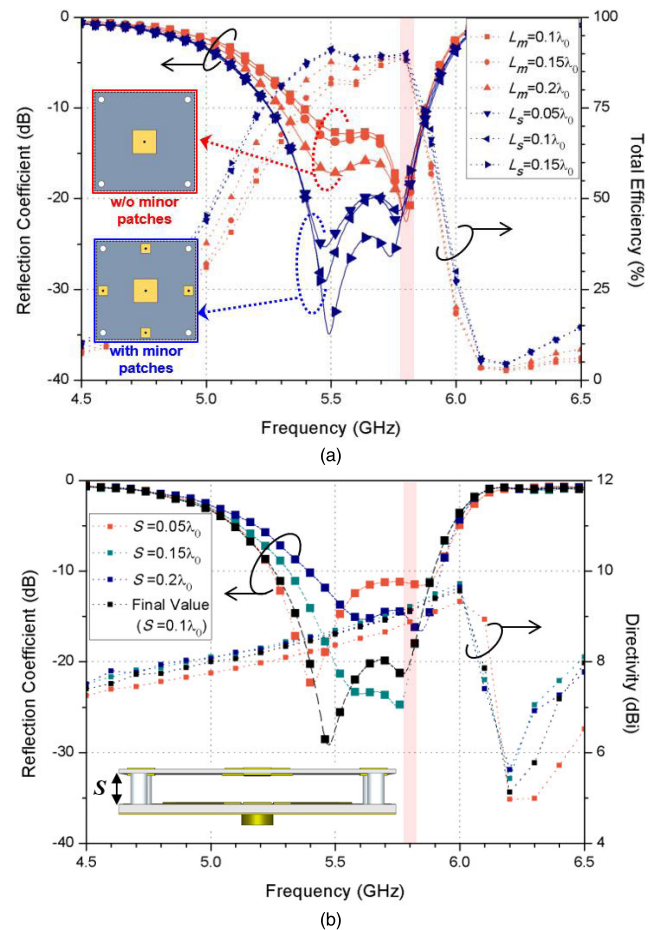 0
-10
-20
-30
-40
Reflection Coefficient (dB)
4.5 5.0 5.5 6.0 6.5
Frequency (GHz)
100
75
50
25
0
Total Efficiency (%)
Lm=0.1λ0
Lm=0.15λ0
Lm=0.2λ0
Ls=0.05λ0
Ls=0.1λ0
Ls=0.15λ0
w/o minor
patches
with minor
patches
(a)
0
-10
-20
-30
-40
Reflection Coefficient (dB)
4.5 5.0 5.5 6.0 6.5
Frequency (GHz)
12
10
8
6
4
Directivity (dBi)
S=0.05λ0
S=0.15λ0
S=0.2λ0
Final Value
(S=0.1λ0)
S
(b)